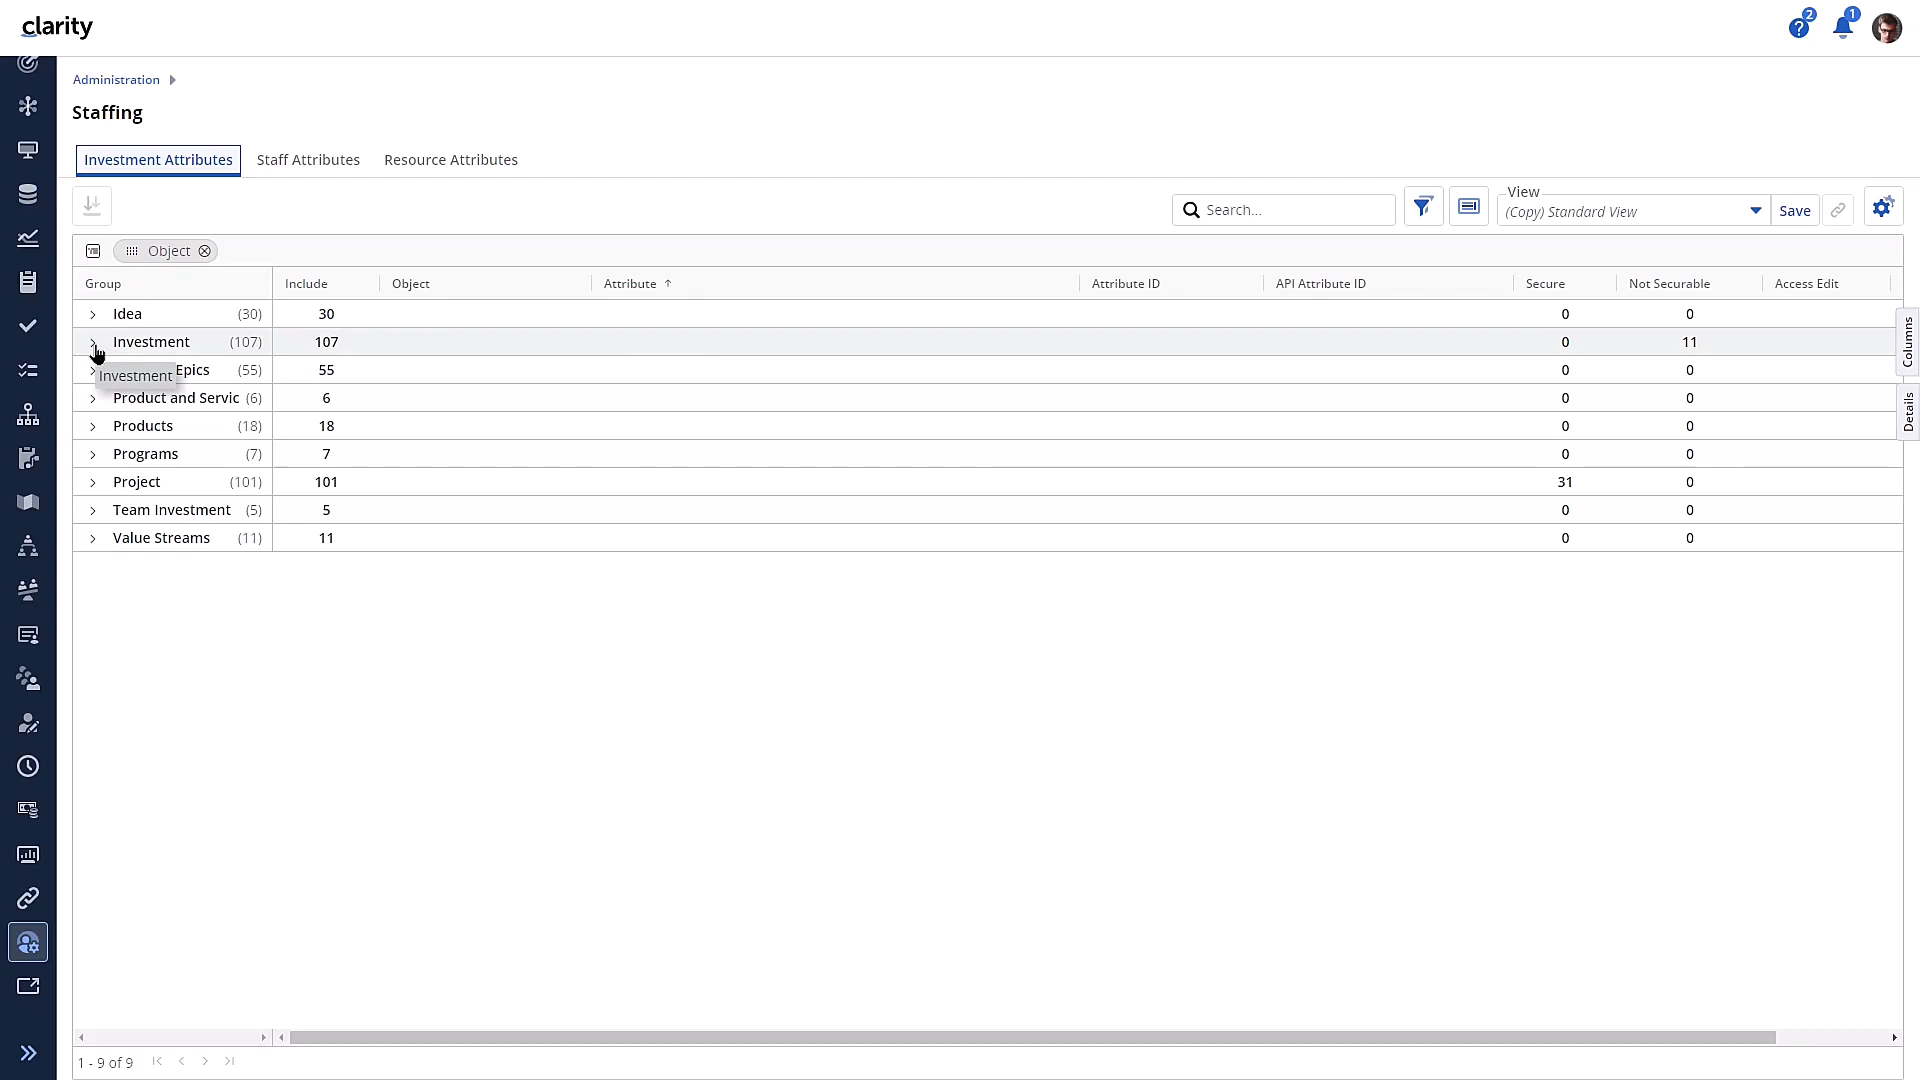 clarity
2
1
Administration
Staffing
Investment Attributes Staff Attributes Resource Attributes
Search...
View
(Copy) Standard View
Save
Object
Group Include Object Attribute Attribute ID API Attribute ID Secure Not Securable Access Edit
Idea (30) 30 0 0
Investment (107) 107 0 11
Epics (55) 55 0 0
Investment
Product and Servic (6) 6 0 0
Products (18) 18 0 0
Programs (7) 7 0 0
Project (101) 101 31 0
Team Investment (5) 5 0 0
Value Streams (11) 11 0 0
Columns
Details
1 - 9 of 9